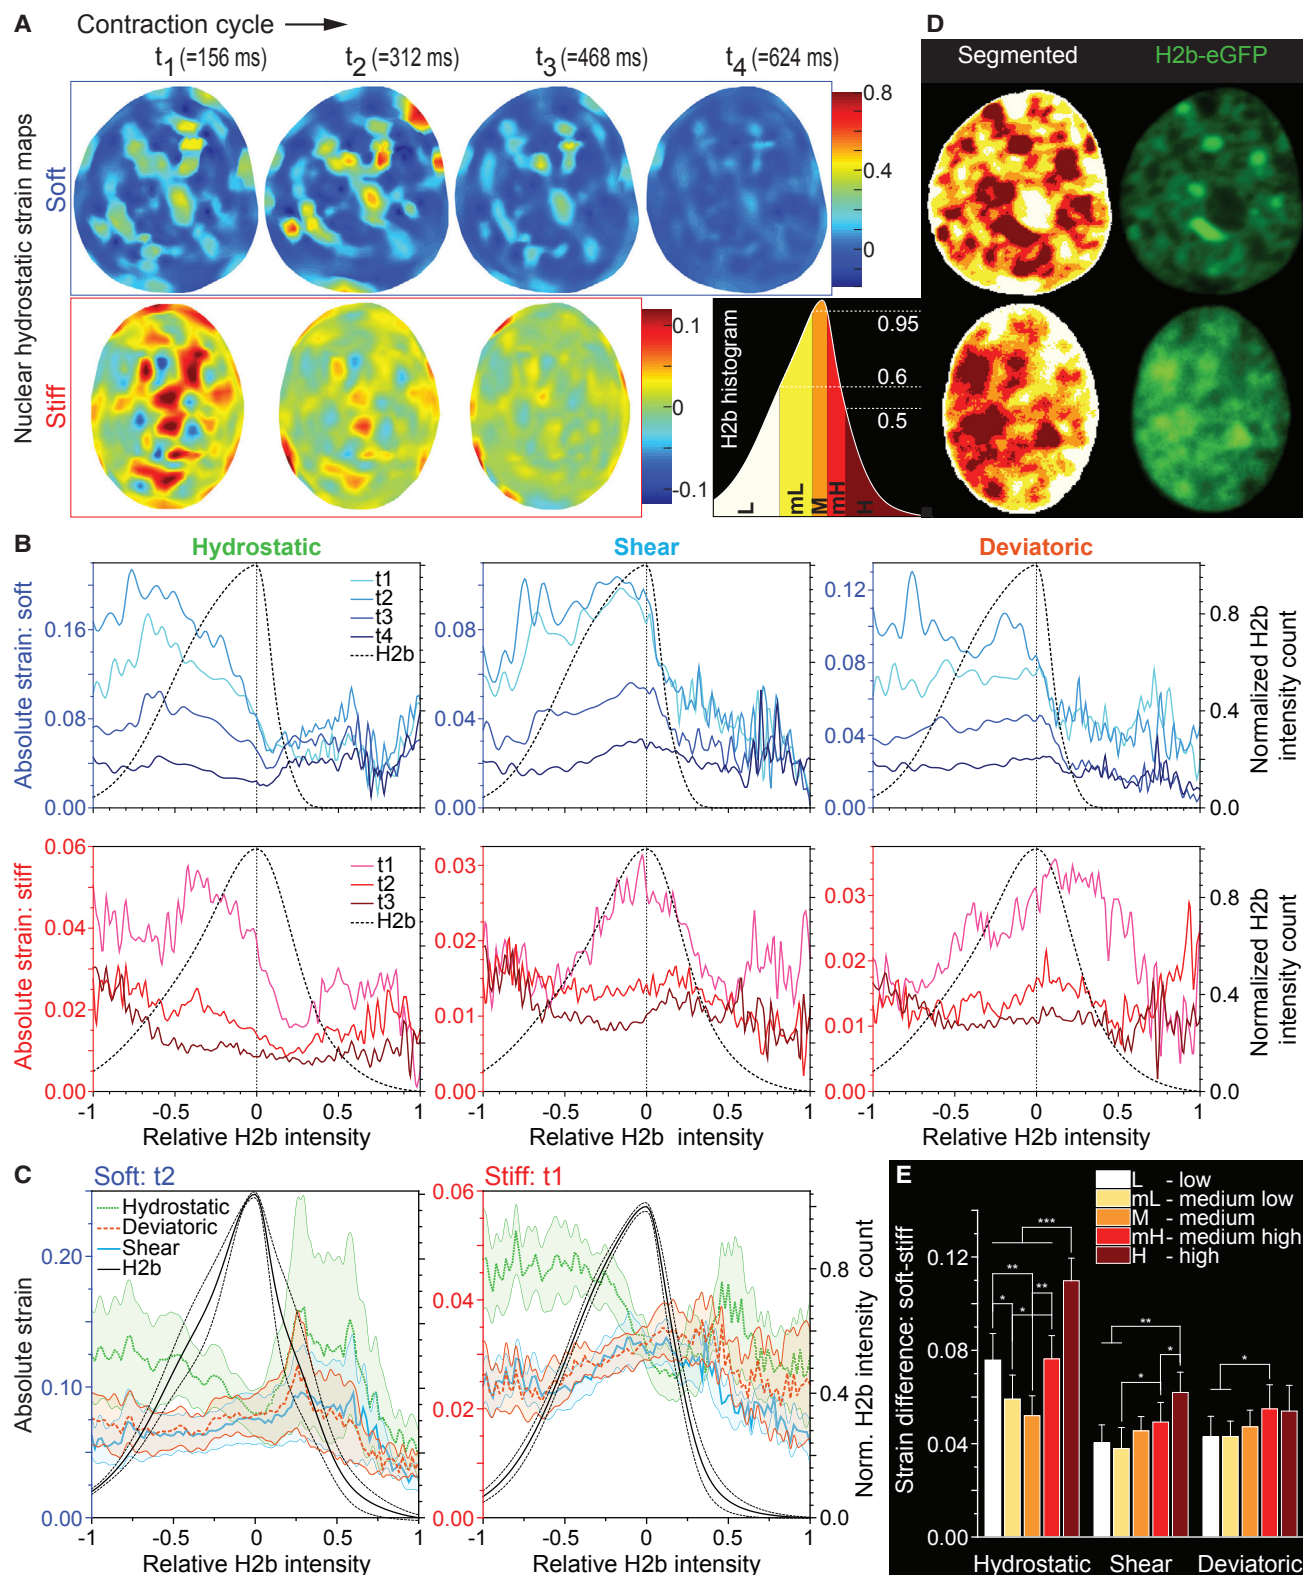 A
Contraction cycle
t1 (=156 ms)
t2 (=312 ms)
t3 (=468 ms)
t4 (=624 ms)
Nuclear hydrostatic strain maps
Soft
Stiff
0.8
0.4
0
0.1
0
-0.1
H2b histogram
0.95
0.6
0.5
L
mL
M
mH
H
D
Segmented
H2b-eGFP
B
Hydrostatic
Shear
Deviatoric
Absolute strain: soft
0.16
0.08
0.00
t1
t2
t3
t4
H2b
0.08
0.04
0.00
0.12
0.08
0.04
0.00
0.8
0.4
0.0
Normalized H2b
intensity count
Absolute strain: stiff
0.06
0.04
0.02
0.00
t1
t2
t3
H2b
0.03
0.02
0.01
0.00
0.03
0.02
0.01
0.00
0.8
0.4
0.0
Normalized H2b
intensity count
-1
-0.5
0
0.5
1
-1
-0.5
0
0.5
1
-1
-0.5
0
0.5
1
Relative H2b intensity
Relative H2b intensity
Relative H2b intensity
C
Soft: t2
Stiff: t1
Absolute strain
0.20
0.10
0.00
Hydrostatic
Deviatoric
Shear
H2b
0.06
0.04
0.02
0.00
0.8
0.4
0.0
Norm. H2b intensity count
-1
-0.5
0
0.5
1
-1
-0.5
0
0.5
1
Relative H2b intensity
Relative H2b intensity
E
L - low
mL - medium low
M - medium
mH - medium high
H - high
Strain difference: soft-stiff
0.12
0.08
0.04
0.00
***
**
**
*
*
**
*
*
*
Hydrostatic
Shear
Deviatoric